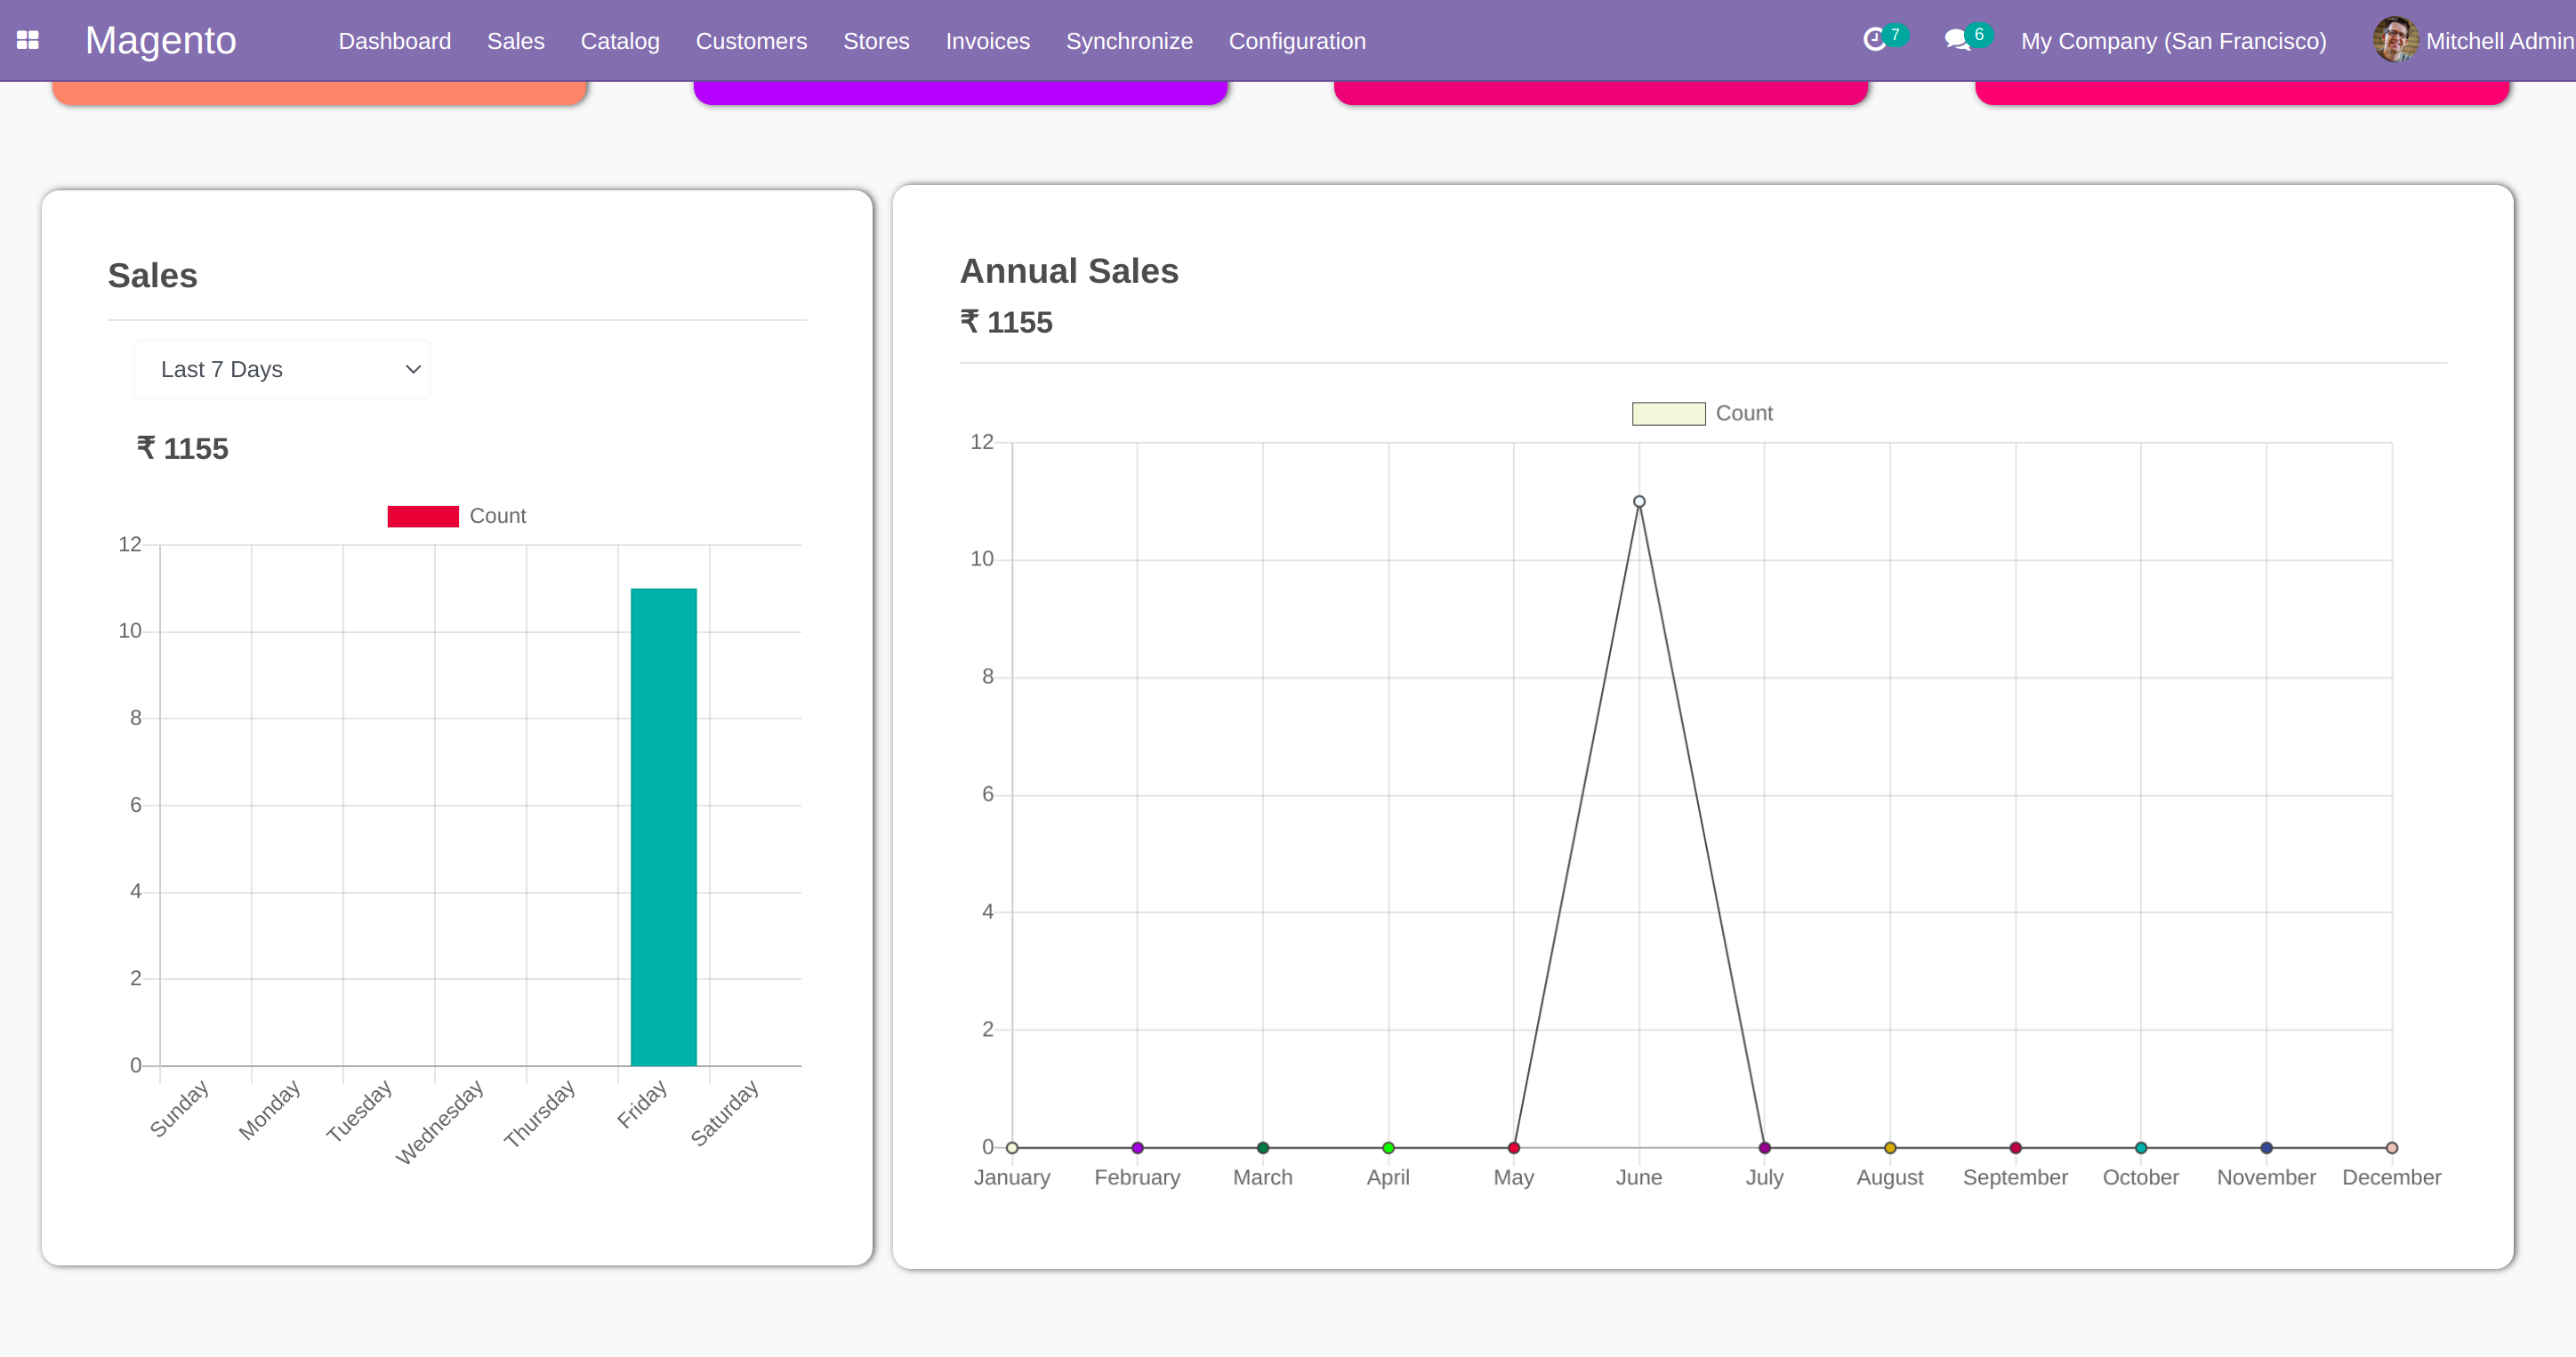 Magento Dashboard Sales Catalog Customers Stores Invoices Synchronize Configuration 7 6 My Company (San Francisco) Mitchell Admin
Sales
Last 7 Days
₹ 1155
Count
12
10
8
6
4
2
0
Sunday Monday Tuesday Wednesday Thursday Friday Saturday
Annual Sales
₹ 1155
Count
12
10
8
6
4
2
0
January February March April May June July August September October November December